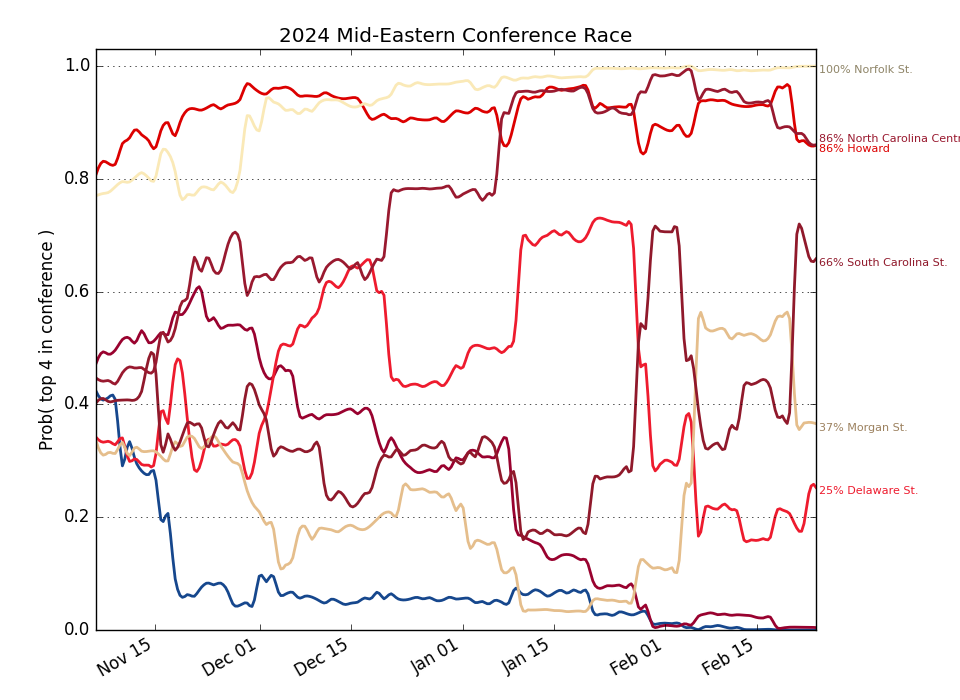 2024 Mid-Eastern Conference Race
Prob( top 4 in conference )
1.0
0.8
0.6
0.4
0.2
0.0
Nov 15
Dec 01
Dec 15
Jan 01
Jan 15
Feb 01
Feb 15
100% Norfolk St.
86% North Carolina Centr
86% Howard
66% South Carolina St.
37% Morgan St.
25% Delaware St.